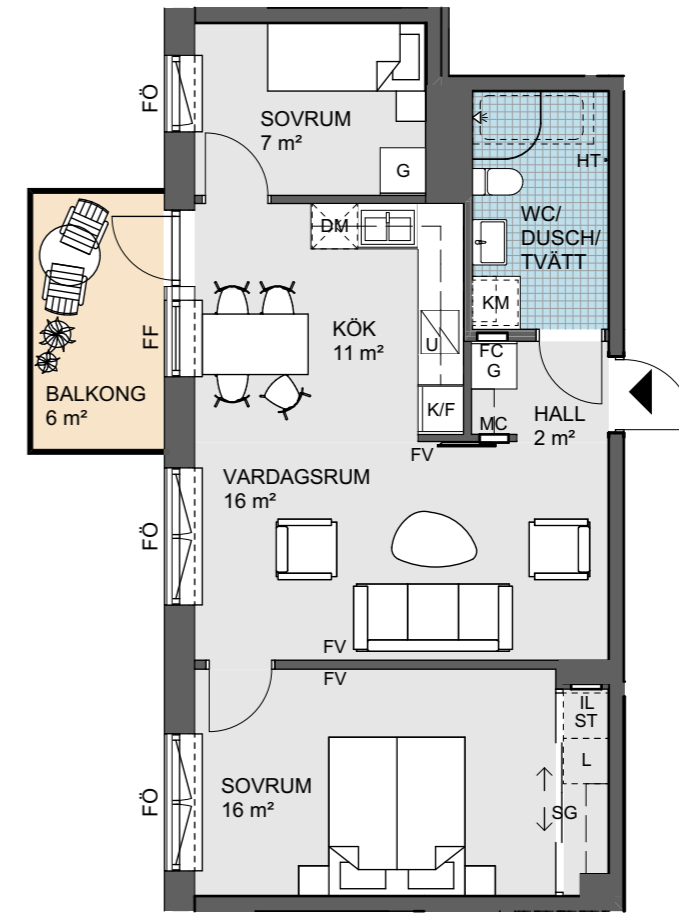 FÖ
SOVRUM
7 m²
G
HT
WC/
DUSCH/
TVÄTT
DM
KM
FF
KÖK
11 m²
U
FC
G
BALKONG
6 m²
K/F
MC
HALL
2 m²
FV
VARDAGSRUM
16 m²
FÖ
FV
FV
IL
ST
L
SOVRUM
16 m²
FÖ
SG